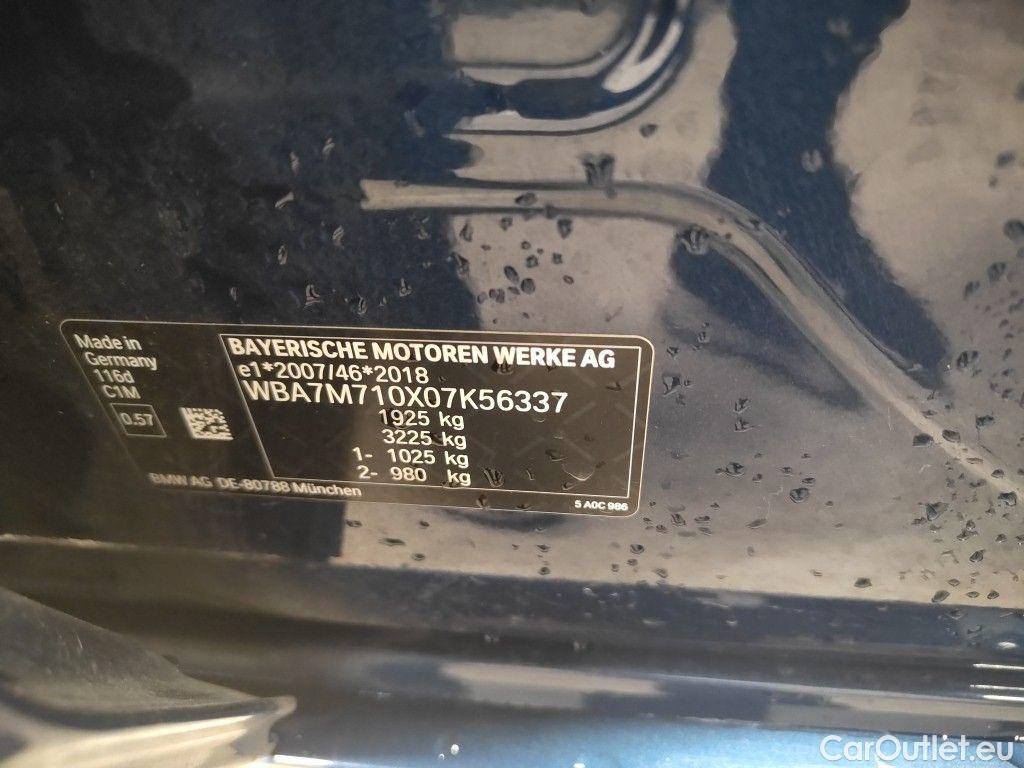 Made in
Germany
116d
C1M
0.57
BAYERISCHE MOTOREN WERKE AG
e1*2007/46*2018
WBA7M710X07K56337
1925 kg
3225 kg
1- 1025 kg
2- 980 kg
BMW AG DE-80788 München
5 A0C 986
CarOutlet.eu